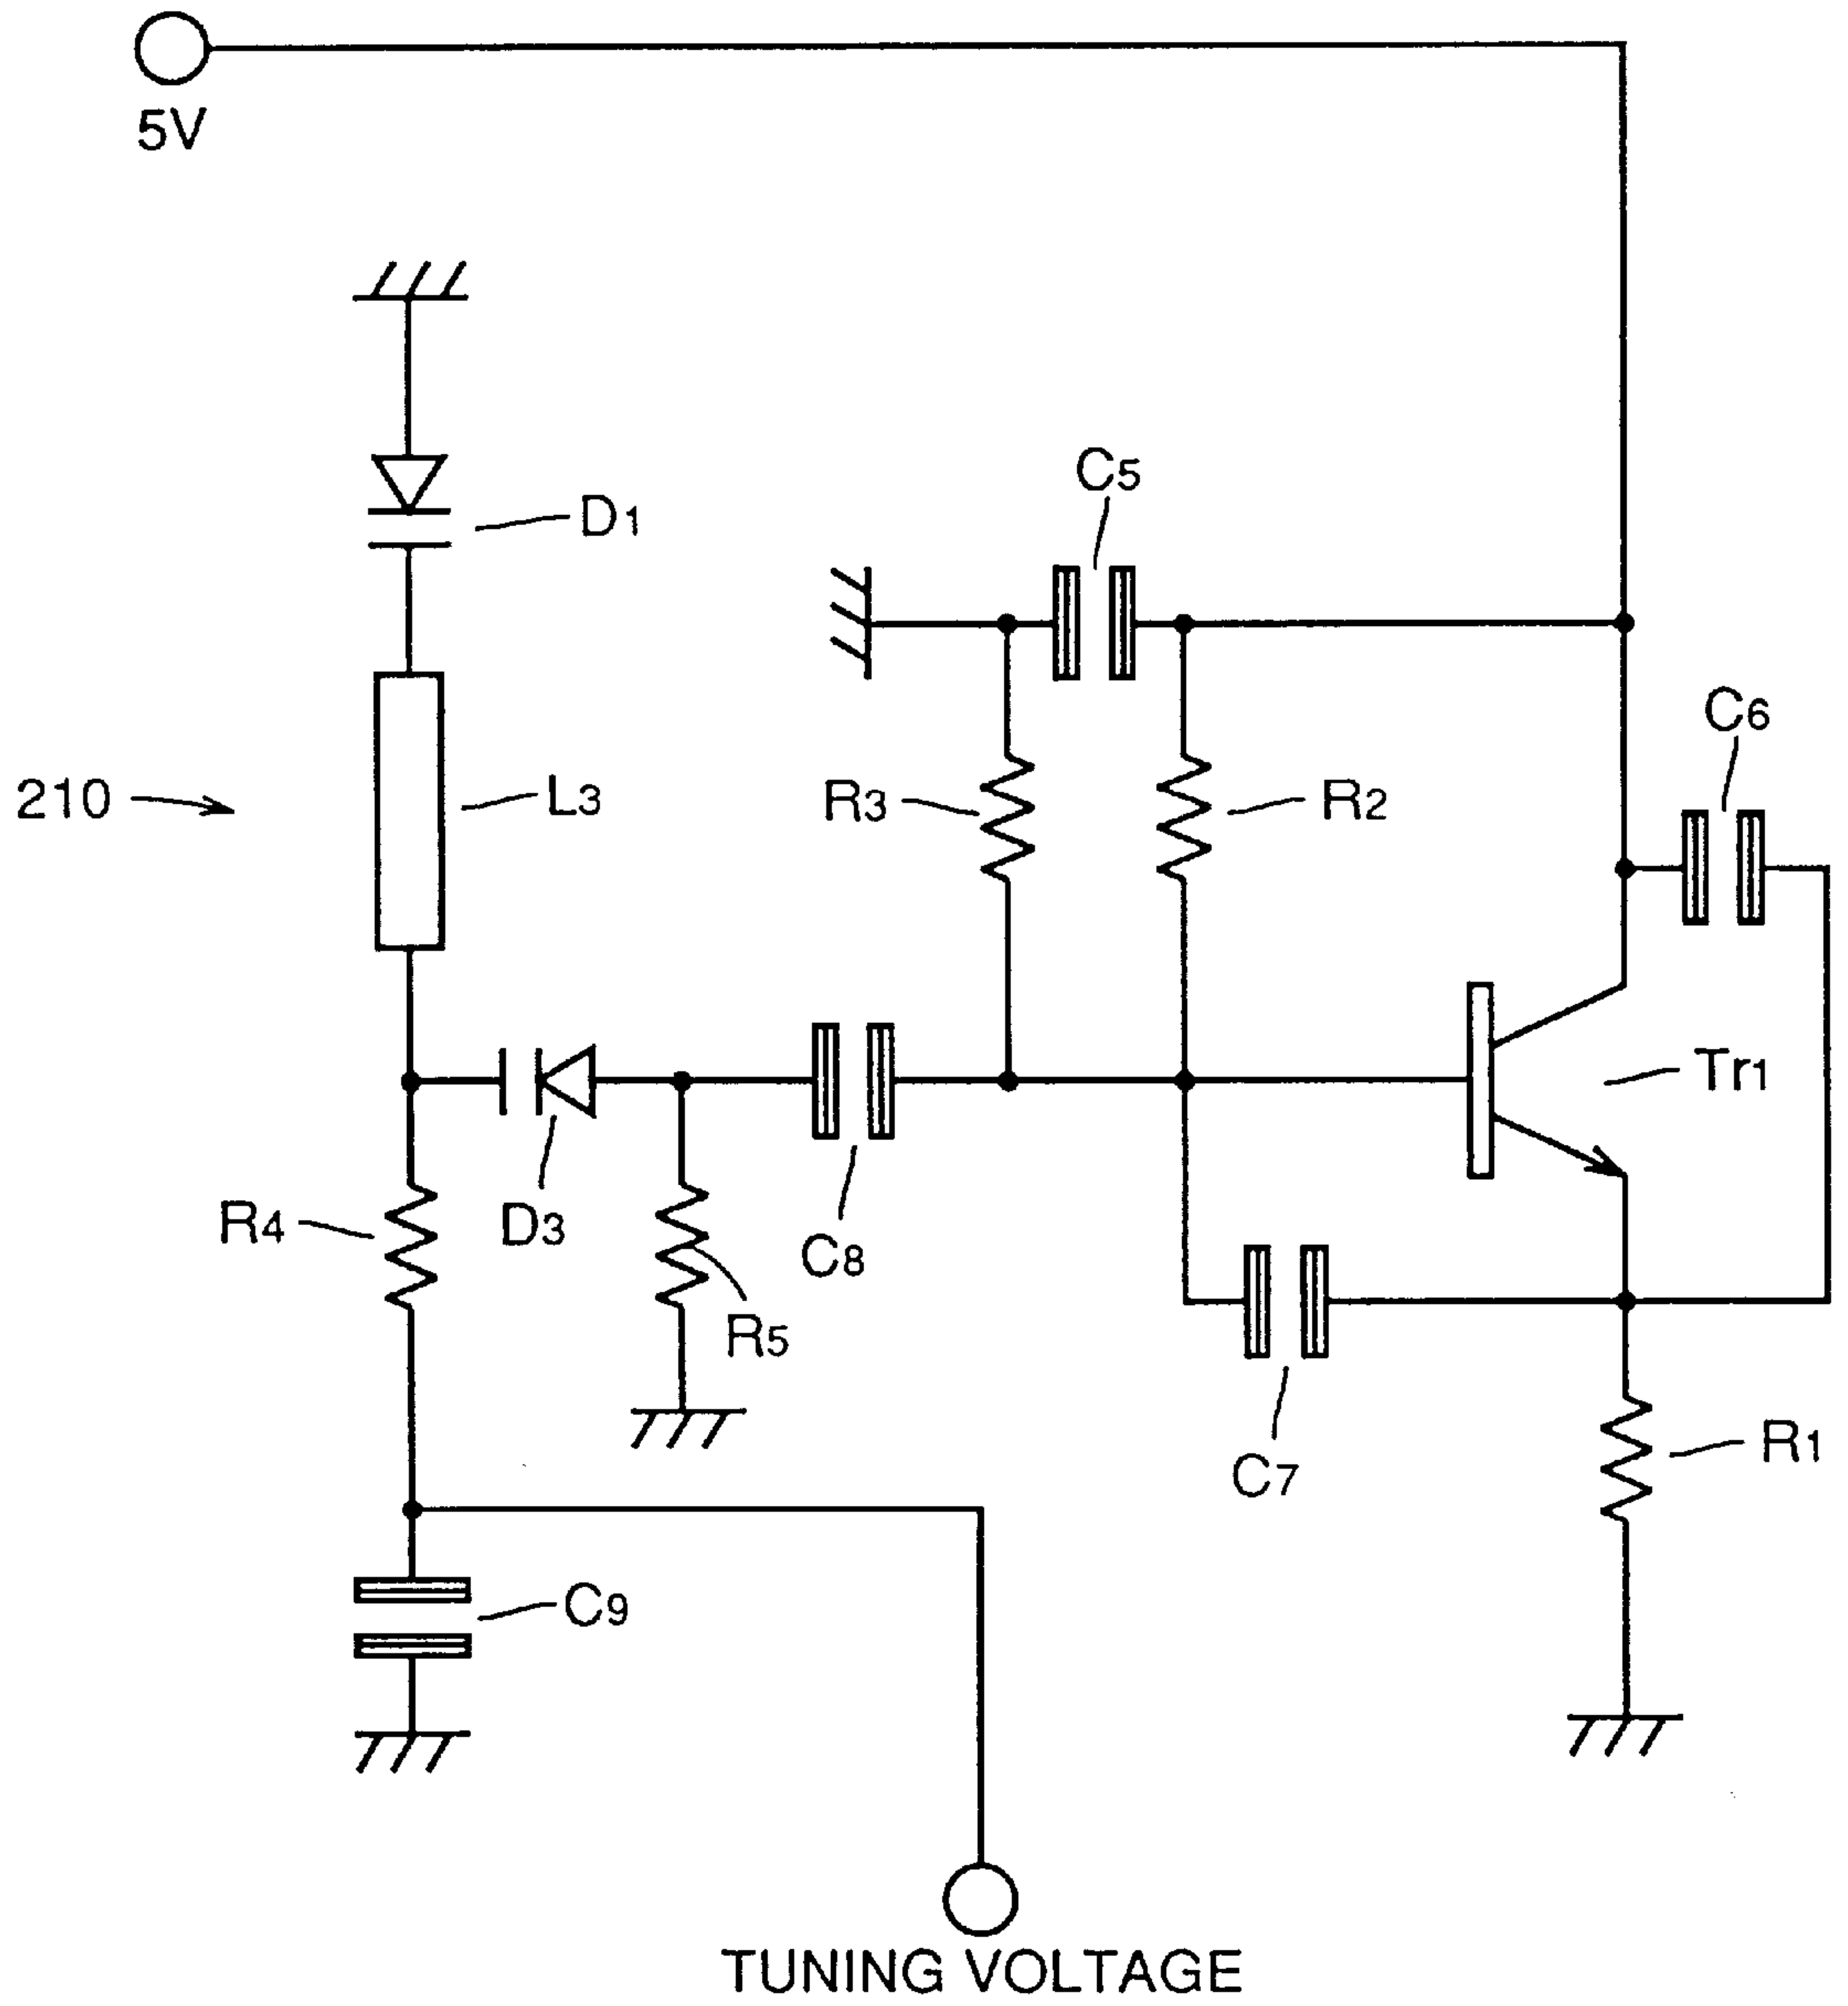 5V
D1
C5
C6
210
L3
R3
R2
Tr1
R4
D3
C8
R5
C7
R1
C9
TUNING VOLTAGE